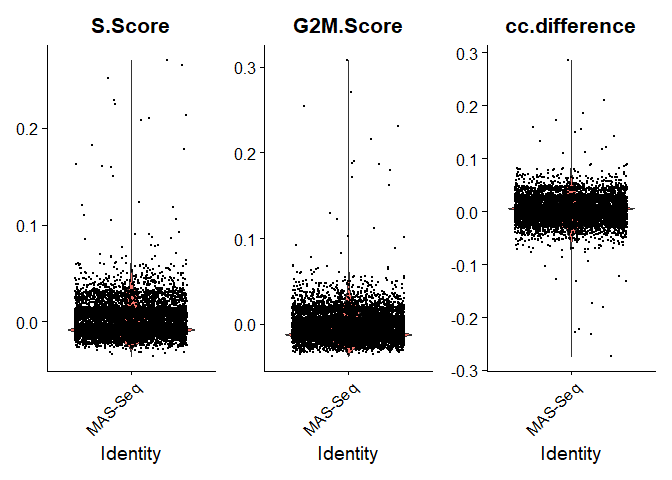 S.Score
G2M.Score
cc.difference
0.2
0.1
0.0
MAS-Seq
Identity
0.3
0.2
0.1
0.0
MAS-Seq
Identity
0.3
0.2
0.1
0.0
-0.1
-0.2
-0.3
MAS-Seq
Identity